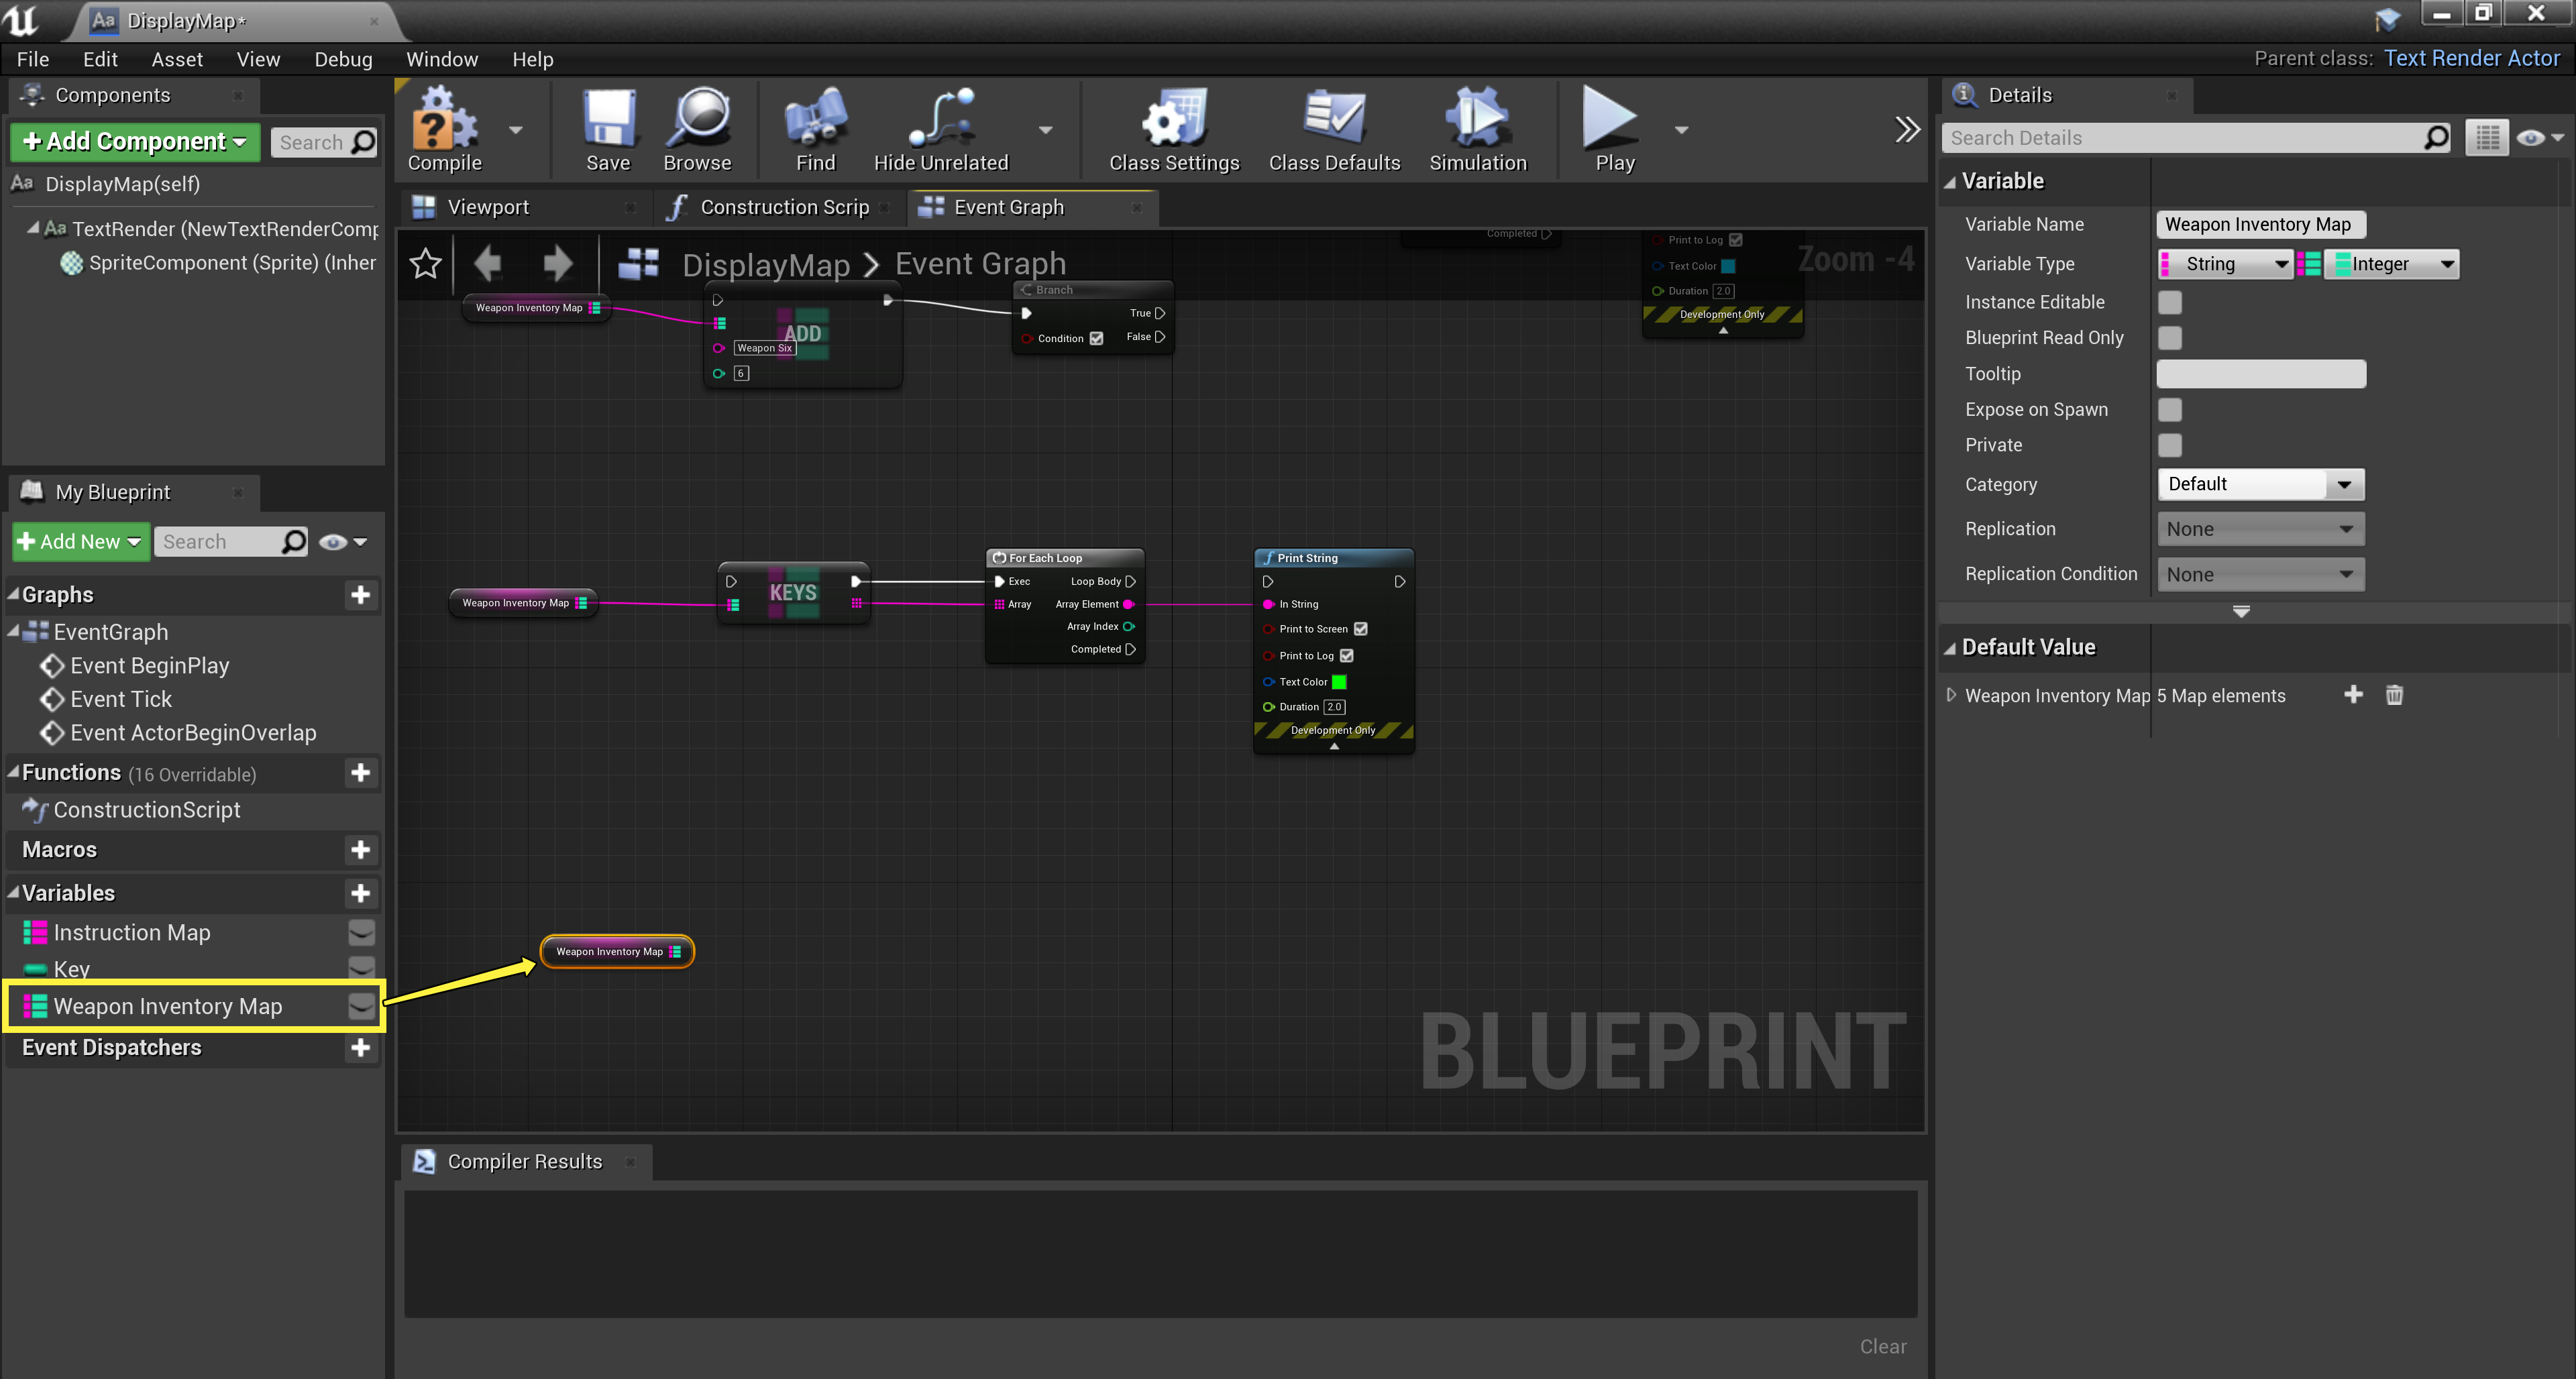 DisplayMap*
File Edit Asset View Debug Window Help
Parent class: Text Render Actor
Components
+Add Component
Search
DisplayMap(self)
TextRender (NewTextRenderComp
SpriteComponent (Sprite) (Inher
My Blueprint
+Add New
Search
Graphs
EventGraph
Event BeginPlay
Event Tick
Event ActorBeginOverlap
Functions (16 Overridable)
ConstructionScript
Macros
Variables
Instruction Map
Key
Weapon Inventory Map
Event Dispatchers
Compile Save Browse Find Hide Unrelated Class Settings Class Defaults Simulation Play
Viewport
Construction Scrip
Event Graph
DisplayMap > Event Graph
Zoom -4
Completed
Print to Log
Text Color
Duration 2.0
Development Only
Weapon Inventory Map
ADD
Weapon Six
6
Branch
True
Condition
False
Weapon Inventory Map
KEYS
For Each Loop
Exec Loop Body
Array Array Element
Array Index
Completed
Print String
In String
Print to Screen
Print to Log
Text Color
Duration 2.0
Development Only
Weapon Inventory Map
BLUEPRINT
Compiler Results
Clear
Details
Search Details
Variable
Variable Name Weapon Inventory Map
Variable Type String Integer
Instance Editable
Blueprint Read Only
Tooltip
Expose on Spawn
Private
Category Default
Replication None
Replication Condition None
Default Value
Weapon Inventory Map 5 Map elements